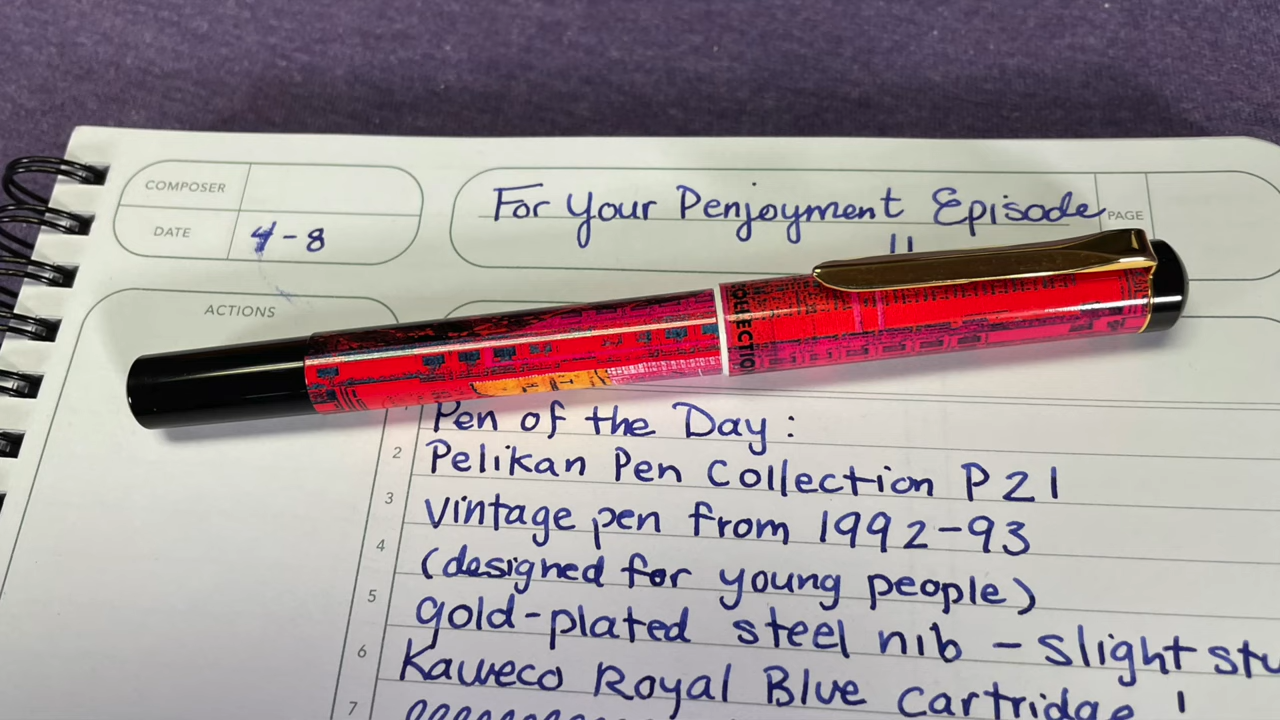 COMPOSER
DATE 4-8
For Your Penjoyment Episode
PAGE
ACTIONS
Pen of the Day:
2 Pelikan Pen Collection P21
3 vintage pen from 1992-93
4 (designed for young people)
5 gold-plated steel nib - slight
6 Kaweco Royal Blue Cartridge
7